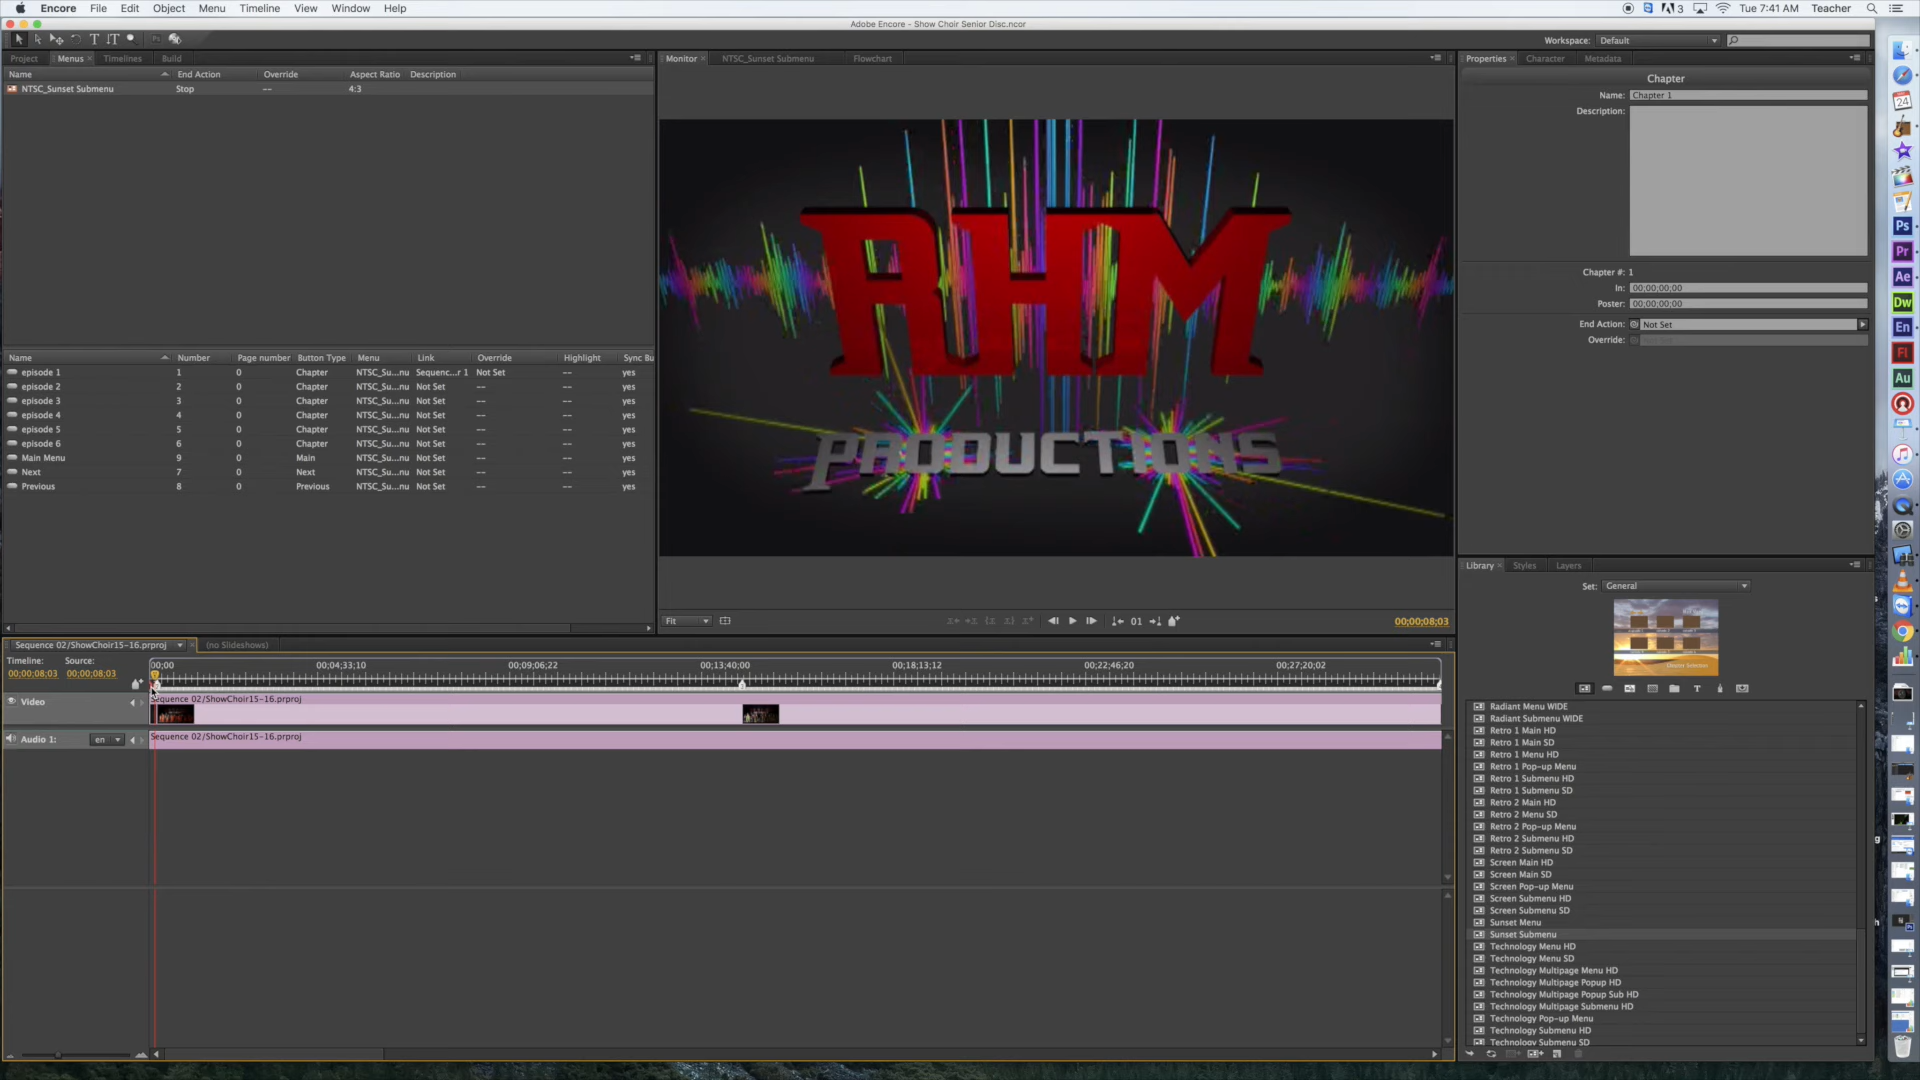 Encore File Edit Object Menu Timeline View Window Help
3 Tue 7:41 AM Teacher
Adobe Encore - Show Choir Senior Disc.ncor
Workspace: Default
Project Menus Timelines Build
Name End Action Override Aspect Ratio Description
NTSC_Sunset Submenu Stop -- 4:3
Monitor NTSC_Sunset Submenu Flowchart
RHM
PRODUCTIONS
Properties Character Metadata
Chapter
Name: Chapter 1
Description:
Chapter #: 1
In: 00;00;00;00
Poster: 00;00;00;00
End Action: Not Set
Override:
Name Number Page number Button Type Menu Link Override Highlight Sync Bu
episode 1 1 0 Chapter NTSC_Su...nu Sequenc...r 1 Not Set -- yes
episode 2 2 0 Chapter NTSC_Su...nu Not Set -- -- yes
episode 3 3 0 Chapter NTSC_Su...nu Not Set -- -- yes
episode 4 4 0 Chapter NTSC_Su...nu Not Set -- -- yes
episode 5 5 0 Chapter NTSC_Su...nu Not Set -- -- yes
episode 6 6 0 Chapter NTSC_Su...nu Not Set -- -- yes
Main Menu 9 0 Main NTSC_Su...nu Not Set -- -- yes
Next 7 0 Next NTSC_Su...nu Not Set -- -- yes
Previous 8 0 Previous NTSC_Su...nu Not Set -- -- yes
Fit 01 00;00;08;03
Library Styles Layers
Set: General
Radiant Menu WIDE
Radiant Submenu WIDE
Retro 1 Main HD
Retro 1 Main SD
Retro 1 Menu HD
Retro 1 Pop-up Menu
Retro 1 Submenu HD
Retro 1 Submenu SD
Retro 2 Main HD
Retro 2 Menu SD
Retro 2 Pop-up Menu
Retro 2 Submenu HD
Retro 2 Submenu SD
Screen Main HD
Screen Main SD
Screen Pop-up Menu
Screen Submenu HD
Screen Submenu SD
Sunset Menu
Sunset Submenu
Technology Menu HD
Technology Menu SD
Technology Multipage Menu HD
Technology Multipage Popup HD
Technology Multipage Popup Sub HD
Technology Multipage Submenu HD
Technology Pop-up Menu
Technology Submenu HD
Technology Submenu SD
Sequence 02/ShowChoir15-16.prproj (no Slideshows)
Timeline: Source:
00;00;08;03 00;00;08;03
00;00 00;04;33;10 00;09;06;22 00;13;40;00 00;18;13;12 00;22;46;20 00;27;20;02
Video Sequence 02/ShowChoir15-16.prproj
Audio 1: en Sequence 02/ShowChoir15-16.prproj
24
Ps
Pr
Ae
Dw
En
Fl
Au